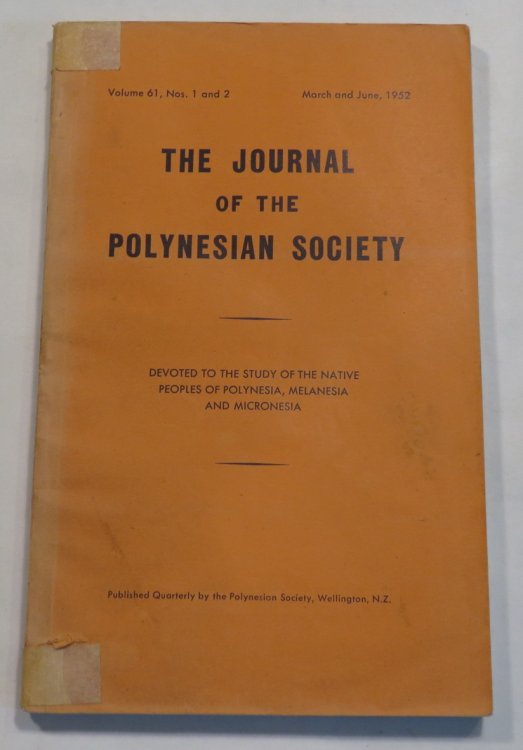 Volume 61, Nos. 1 and 2 March and June, 1952
THE JOURNAL
OF THE
POLYNESIAN SOCIETY
DEVOTED TO THE STUDY OF THE NATIVE
PEOPLES OF POLYNESIA, MELANESIA
AND MICRONESIA
Published Quarterly by the Polynesian Society, Wellington, N.Z.